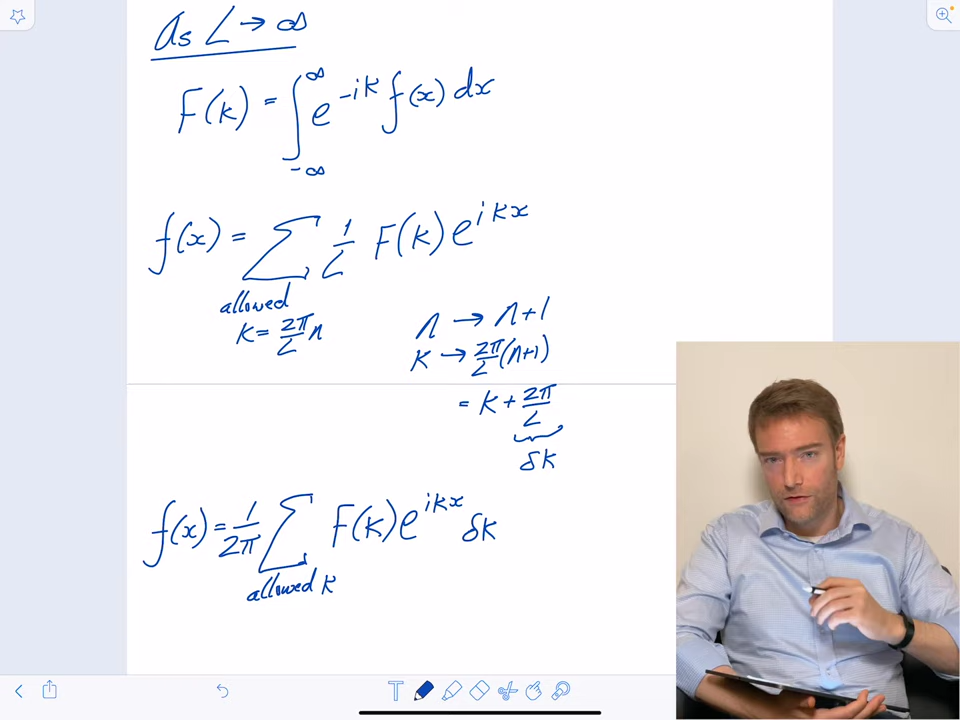 As L → ∞
F(k) = ∫_{-∞}^{∞} e^{-ik} f(x) dx
f(x) = ∑ 1/L F(k) e^{ikx}
allowed
k = 2π/L n
n → n+1
k → 2π/L (n+1)
= k + 2π/L
δk
f(x) = 1/2π ∑ F(k) e^{ikx} δk
allowed k
T